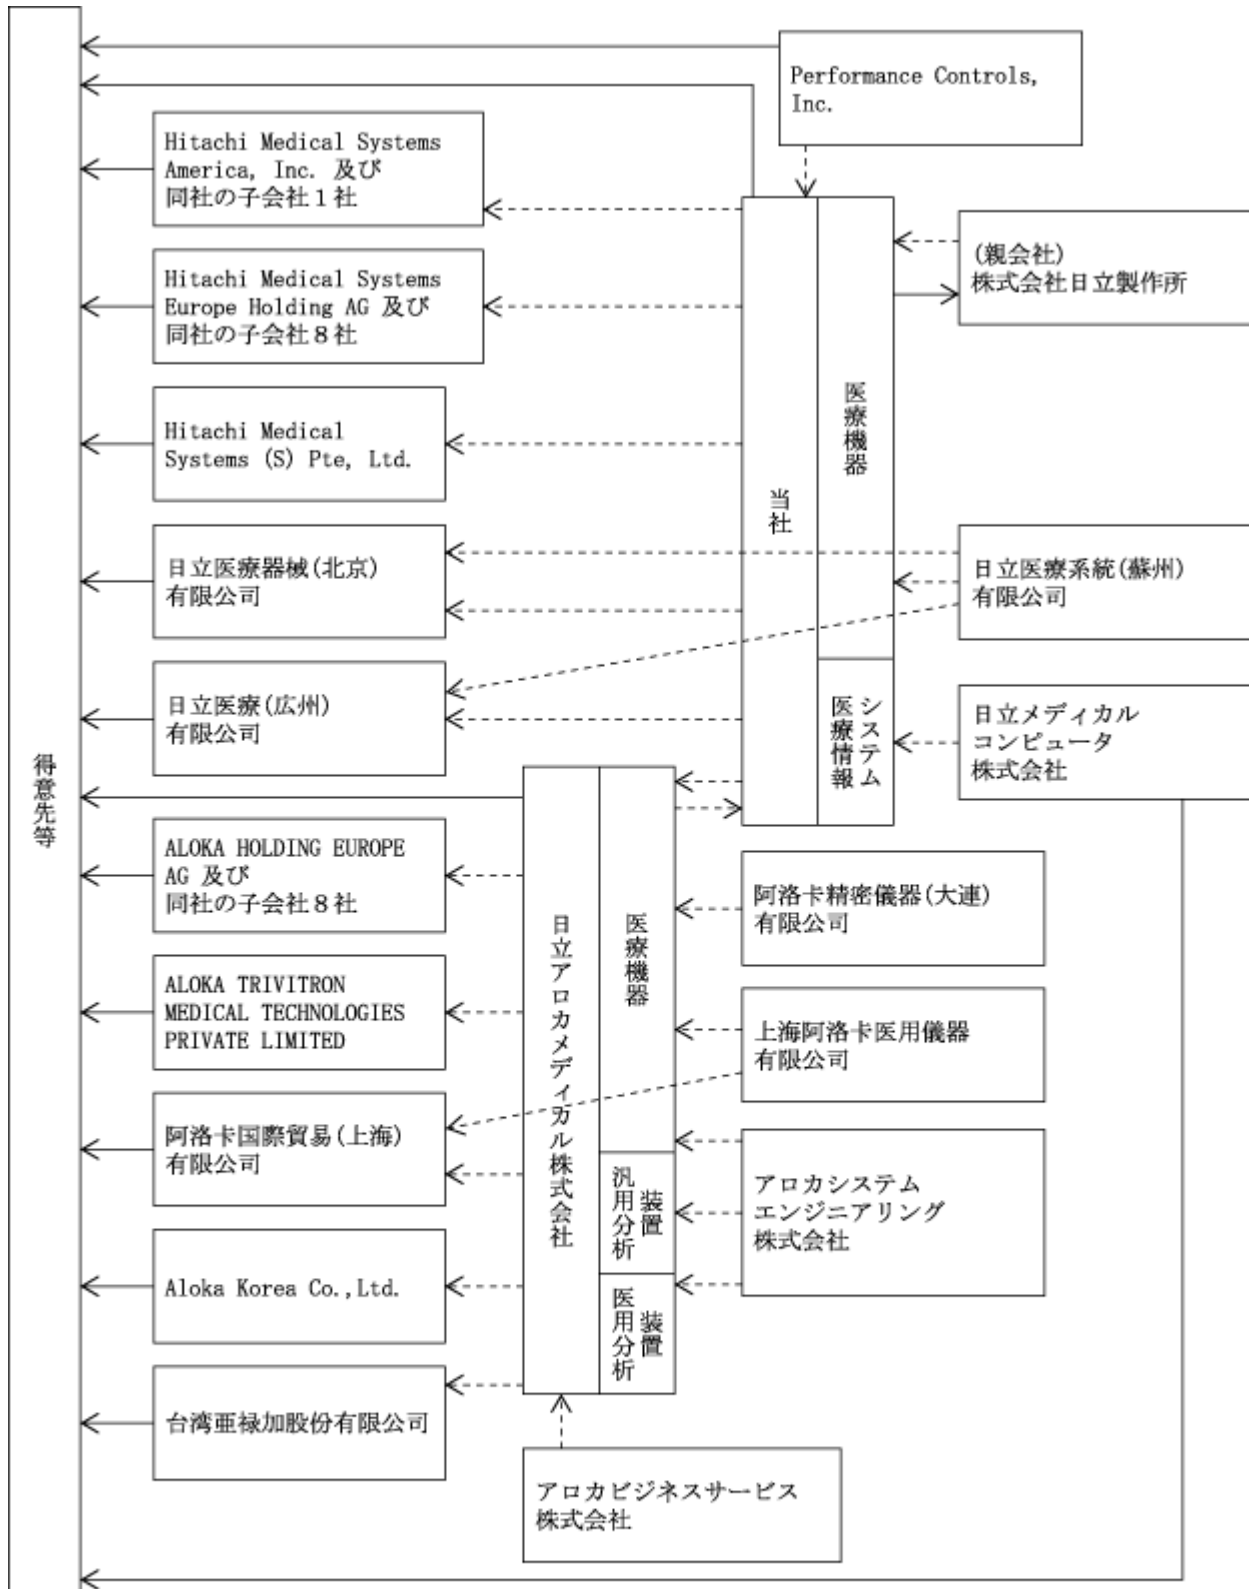 Performance Controls,
Inc.
Hitachi Medical Systems
America, Inc. 及び
同社の子会社１社
(親会社)
株式会社日立製作所
Hitachi Medical Systems
Europe Holding AG 及び
同社の子会社８社
医療機器
Hitachi Medical
Systems (S) Pte, Ltd.
当社
日立医療器械(北京)
有限公司
日立医療系統(蘇州)
有限公司
日立医療(広州)
有限公司
医療情報
システム
日立メディカル
コンピュータ
株式会社
得意先等
ALOKA HOLDING EUROPE
AG 及び
同社の子会社８社
日立アロカメディカル株式会社
医療機器
阿洛卡精密儀器(大連)
有限公司
ALOKA TRIVITRON
MEDICAL TECHNOLOGIES
PRIVATE LIMITED
上海阿洛卡医用儀器
有限公司
阿洛卡国際貿易(上海)
有限公司
汎用分析
装置
アロカシステム
エンジニアリング
株式会社
Aloka Korea Co.,Ltd.
医用分析
装置
台湾亜禄加股份有限公司
アロカビジネスサービス
株式会社